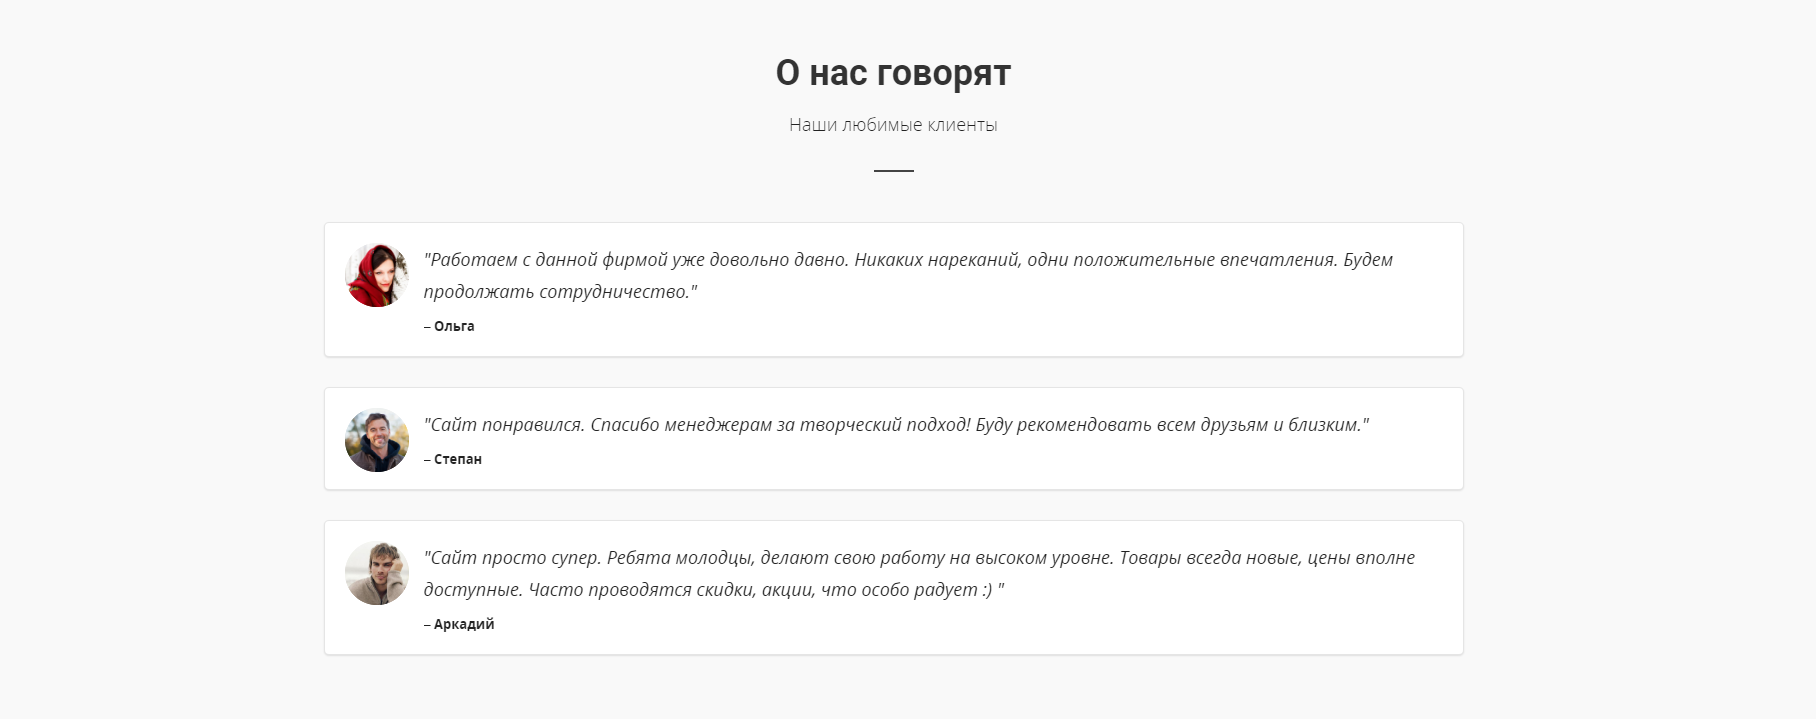 О нас говорят
Наши любимые клиенты
"Работаем с данной фирмой уже довольно давно. Никаких нареканий, одни положительные впечатления. Будем
продолжать сотрудничество."
– Ольга
"Сайт понравился. Спасибо менеджерам за творческий подход! Буду рекомендовать всем друзьям и близким."
– Степан
"Сайт просто супер. Ребята молодцы, делают свою работу на высоком уровне. Товары всегда новые, цены вполне
доступные. Часто проводятся скидки, акции, что особо радует :) "
– Аркадий